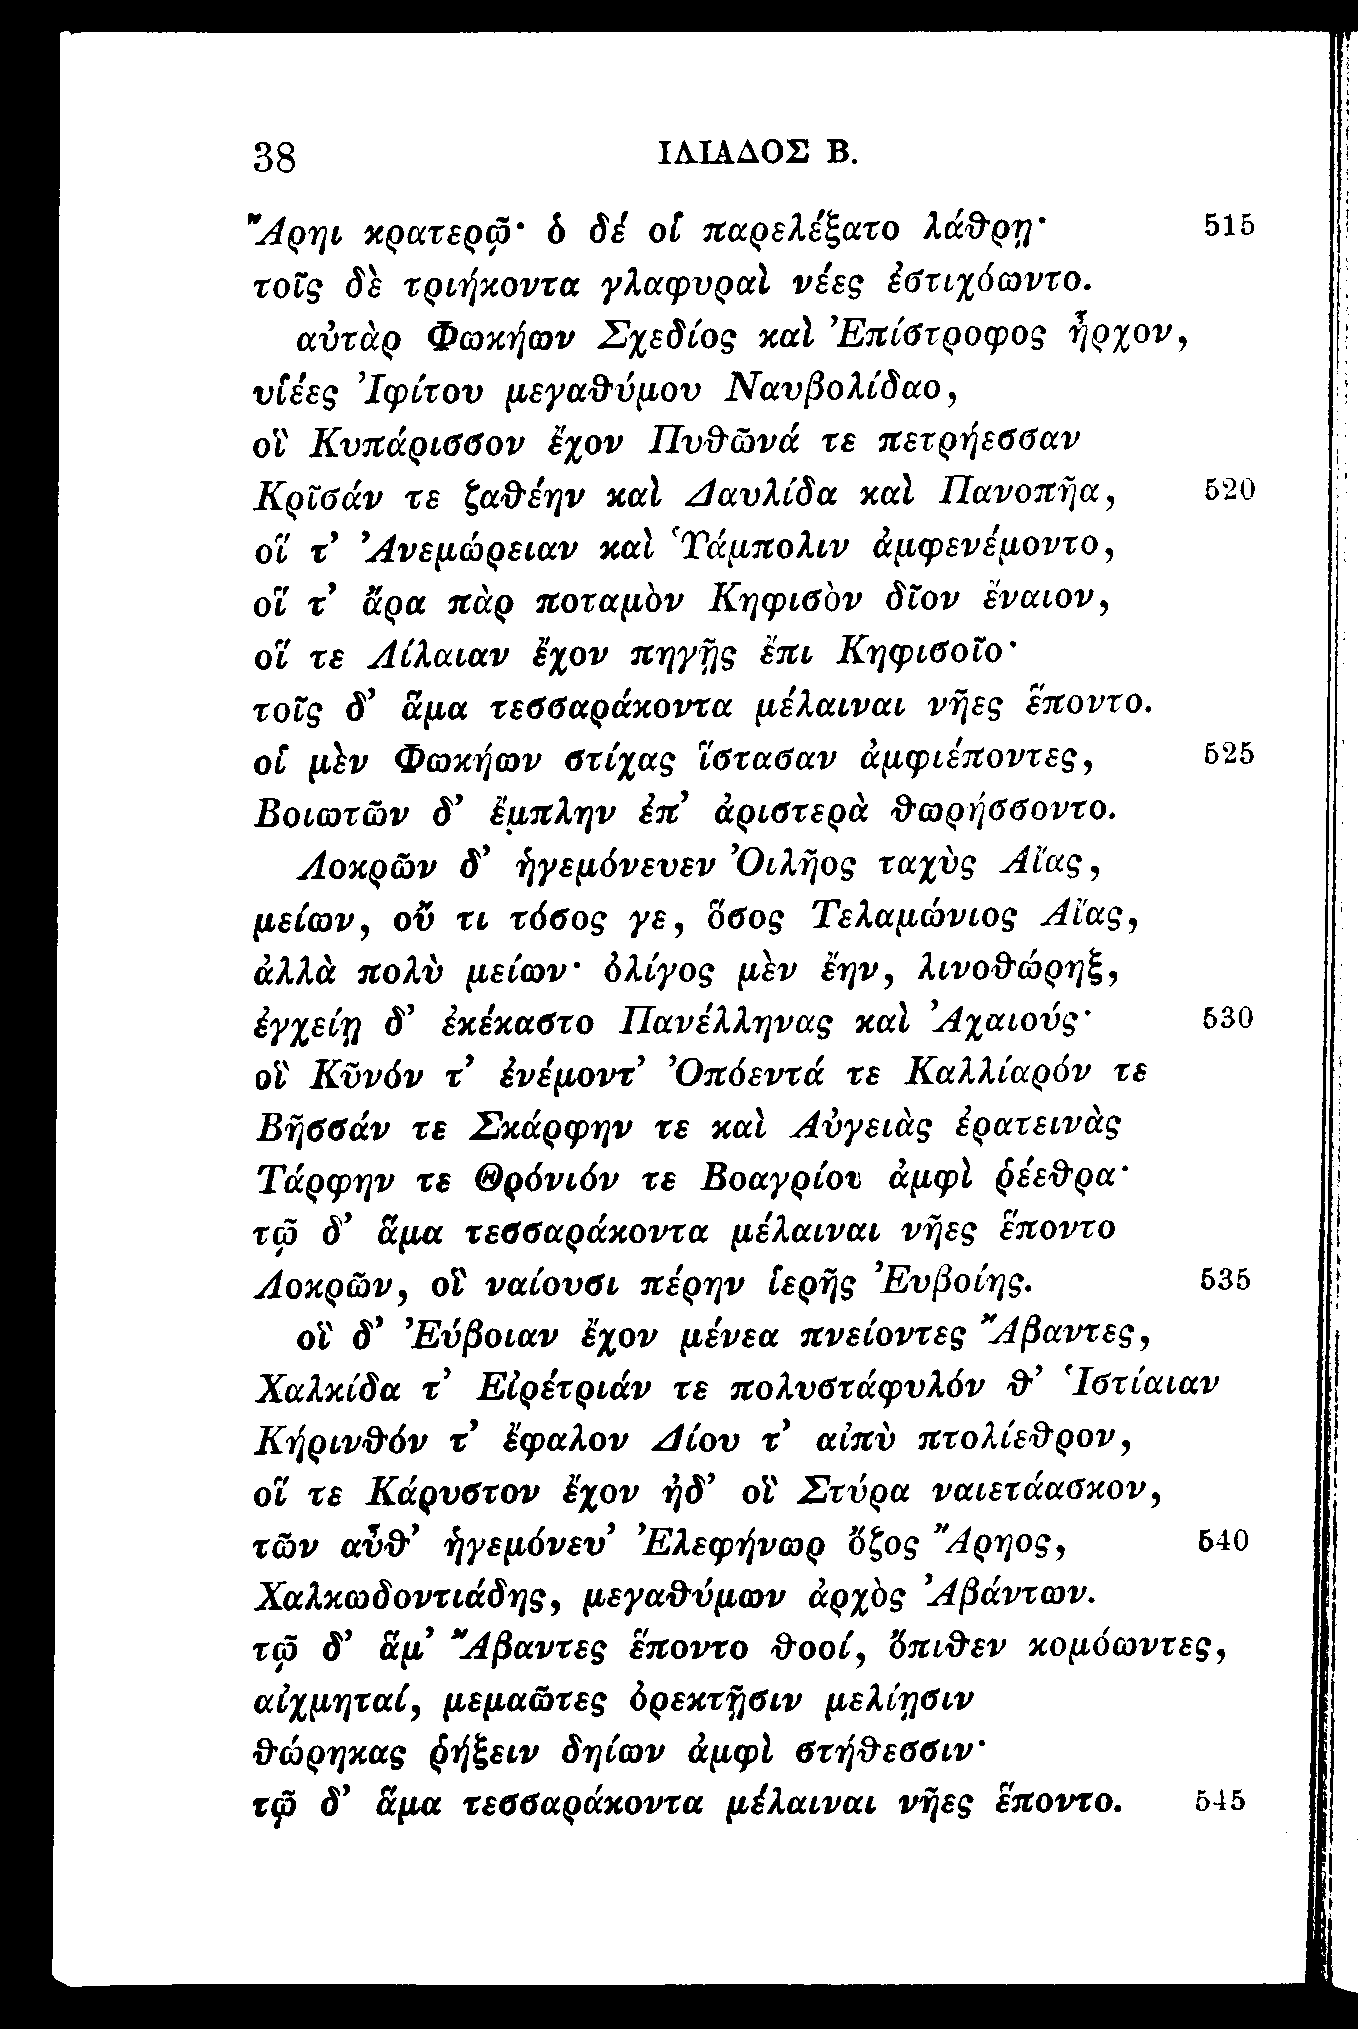 38 ΙΛΙΑΔΟΣ Β.
Ἄρηι κρατερῷ· ὁ δέ οἱ παρελέξατο λάθρῃ· 515
τοῖς δὲ τριήκοντα γλαφυραὶ νέες ἐστιχόωντο.
αὐτὰρ Φωκήων Σχεδίος καὶ Ἐπίστροφος ἦρχον,
υἱέες Ἰφίτου μεγαθύμου Ναυβολίδαο,
οἳ Κυπάρισσον ἔχον Πυθῶνά τε πετρήεσσαν
Κρῖσάν τε ζαθέην καὶ Δαυλίδα καὶ Πανοπῆα, 520
οἵ τ’ Ἀνεμώρειαν καὶ Ὑάμπολιν ἀμφενέμοντο,
οἵ τ’ ἄρα πὰρ ποταμὸν Κηφισὸν δῖον ἔναιον,
οἵ τε Λίλαιαν ἔχον πηγῇς ἔπι Κηφισοῖο·
τοῖς δ’ ἅμα τεσσαράκοντα μέλαιναι νῆες ἕποντο.
οἱ μὲν Φωκήων στίχας ἵστασαν ἀμφιέποντες, 525
Βοιωτῶν δ’ ἔμπλην ἐπ’ ἀριστερὰ θωρήσσοντο.
Λοκρῶν δ’ ἡγεμόνευεν Ὀιλῆος ταχὺς Αἴας,
μείων, οὔ τι τόσος γε, ὅσος Τελαμώνιος Αἴας,
ἀλλὰ πολὺ μείων· ὀλίγος μὲν ἔην, λινοθώρηξ,
ἐγχείῃ δ’ ἐκέκαστο Πανέλληνας καὶ Ἀχαιούς· 530
οἳ Κῦνόν τ’ ἐνέμοντ’ Ὀπόεντά τε Καλλίαρόν τε
Βῆσσάν τε Σκάρφην τε καὶ Αὐγειὰς ἐρατεινὰς
Τάρφην τε Θρόνιόν τε Βοαγρίου ἀμφὶ ῥέεθρα·
τῷ δ’ ἅμα τεσσαράκοντα μέλαιναι νῆες ἕποντο
Λοκρῶν, οἳ ναίουσι πέρην ἱερῆς Ἐυβοίης. 535
οἳ δ’ Ἐύβοιαν ἔχον μένεα πνείοντες Ἄβαντες,
Χαλκίδα τ’ Εἰρέτριάν τε πολυστάφυλόν θ’ Ἱστίαιαν
Κήρινθόν τ’ ἔφαλον Δίου τ’ αἰπὺ πτολίεθρον,
οἵ τε Κάρυστον ἔχον ἠδ’ οἳ Στύρα ναιετάασκον,
τῶν αὖθ’ ἡγεμόνευ’ Ἐλεφήνωρ ὄζος Ἄρηος, 540
Χαλκωδοντιάδης, μεγαθύμων ἀρχὸς Ἀβάντων.
τῷ δ’ ἅμ’ Ἄβαντες ἕποντο θοοί, ὄπιθεν κομόωντες,
αἰχμηταί, μεμαῶτες ὀρεκτῇσιν μελίῃσιν
θώρηκας ῥήξειν δηίων ἀμφὶ στήθεσσιν·
τῷ δ’ ἅμα τεσσαράκοντα μέλαιναι νῆες ἕποντο. 545